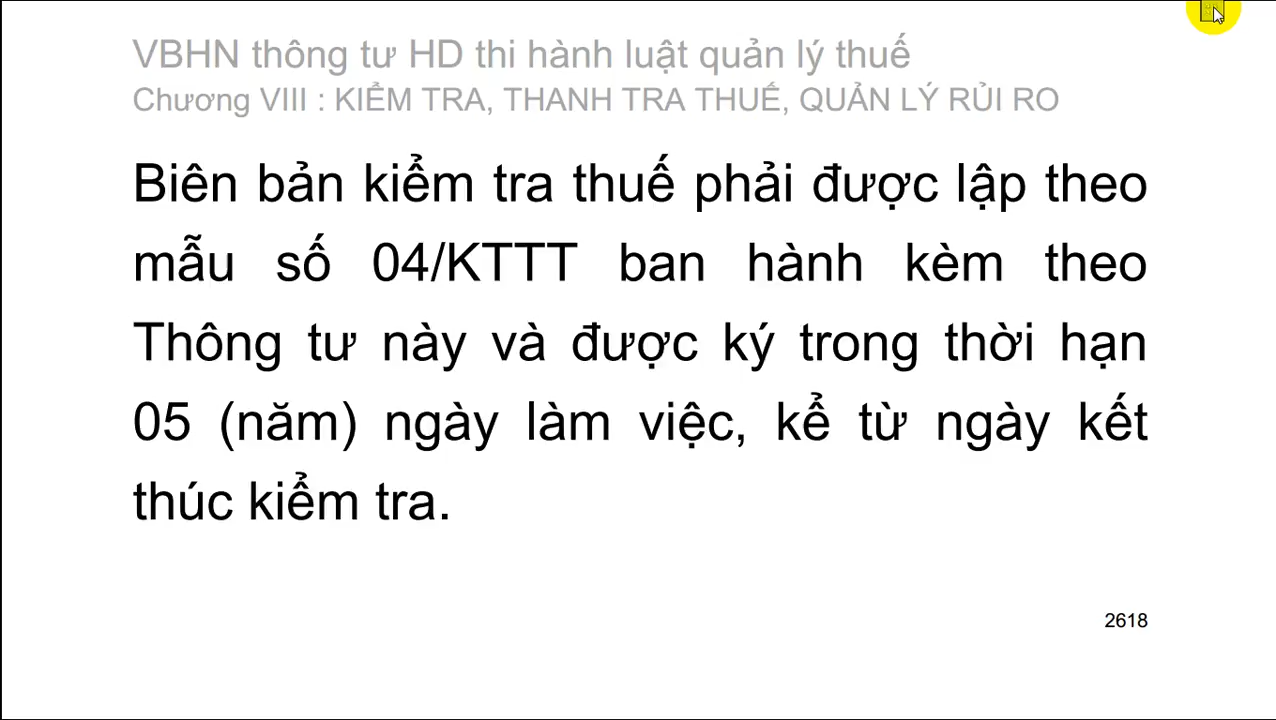 VBHN thông tư HD thi hành luật quản lý thuế
Chương VIII : KIỂM TRA, THANH TRA THUẾ, QUẢN LÝ RỦI RO
Biên bản kiểm tra thuế phải được lập theo
mẫu số 04/KTTT ban hành kèm theo
Thông tư này và được ký trong thời hạn
05 (năm) ngày làm việc, kể từ ngày kết
thúc kiểm tra.
2618